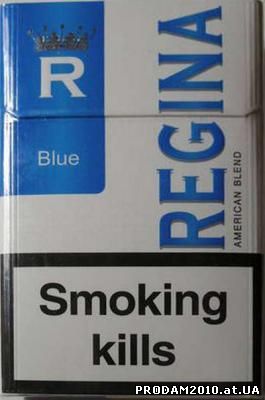 R
Blue
REGINA
AMERICAN BLEND
Smoking
kills
PRODAM2010.at.UA